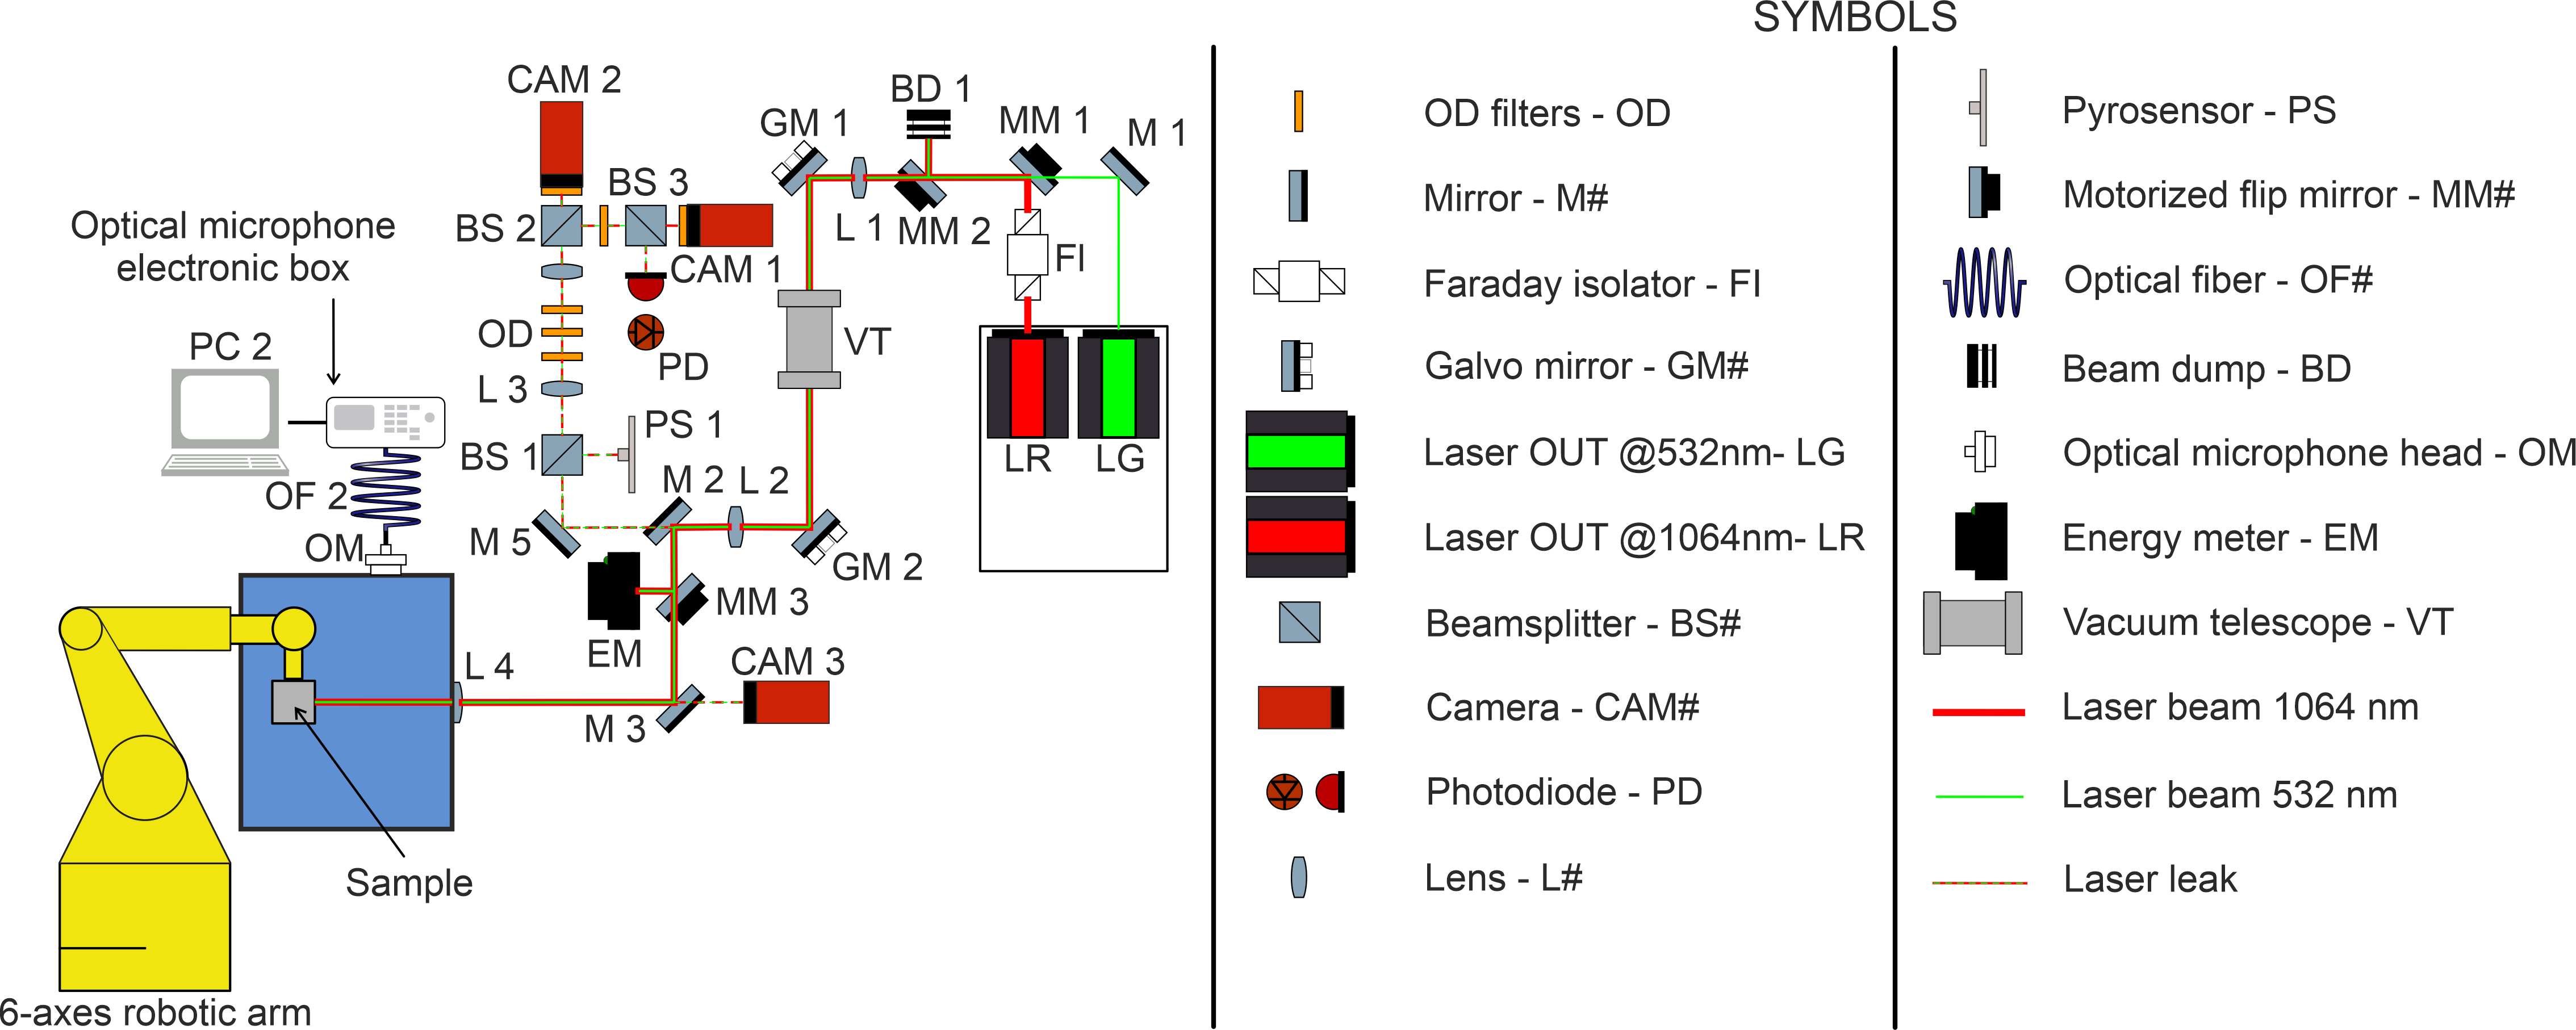 SYMBOLS
CAM 2
BD 1
GM 1
MM 1
M 1
BS 3
BS 2
L 1
MM 2
FI
CAM 1
Optical microphone
electronic box
OD
PD
VT
PC 2
L 3
PS 1
BS 1
LR
LG
M 2
L 2
OF 2
M 5
OM
GM 2
MM 3
EM
CAM 3
L 4
M 3
Sample
6-axes robotic arm
OD filters - OD
Mirror - M#
Faraday isolator - FI
Galvo mirror - GM#
Laser OUT @532nm- LG
Laser OUT @1064nm- LR
Beamsplitter - BS#
Camera - CAM#
Photodiode - PD
Lens - L#
Pyrosensor - PS
Motorized flip mirror - MM#
Optical fiber - OF#
Beam dump - BD
Optical microphone head - OM
Energy meter - EM
Vacuum telescope - VT
Laser beam 1064 nm
Laser beam 532 nm
Laser leak